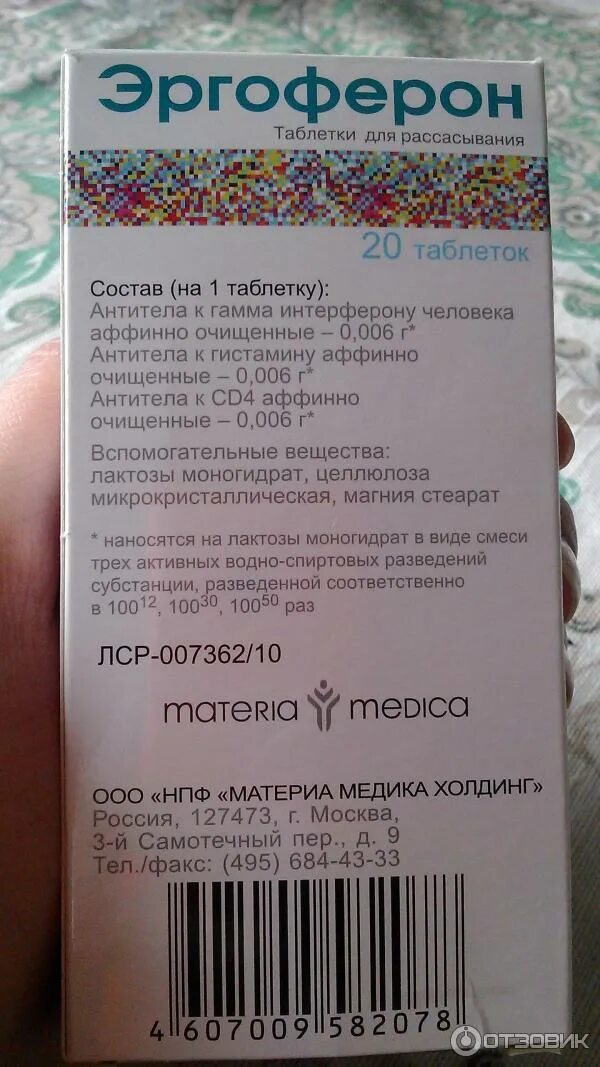 Эргоферон
Таблетки для рассасывания
20 таблеток
Состав (на 1 таблетку):
Антитела к гамма интерферону человека
аффинно очищенные – 0,006 г*
Антитела к гистамину аффинно
очищенные – 0,006 г*
Антитела к CD4 аффинно
очищенные – 0,006 г*
Вспомогательные вещества:
лактозы моногидрат, целлюлоза
микрокристаллическая, магния стеарат
* наносятся на лактозы моногидрат в виде смеси
трех активных водно-спиртовых разведений
субстанции, разведенной соответственно
в 100¹², 100³⁰, 100⁵⁰ раз
ЛСР-007362/10
materia medica
ООО «НПФ «МАТЕРИА МЕДИКА ХОЛДИНГ»
Россия, 127473, г. Москва,
3-й Самотечный пер., д. 9
Тел./факс: (495) 684-43-33
4 607009 582078
ОТЗОВИК